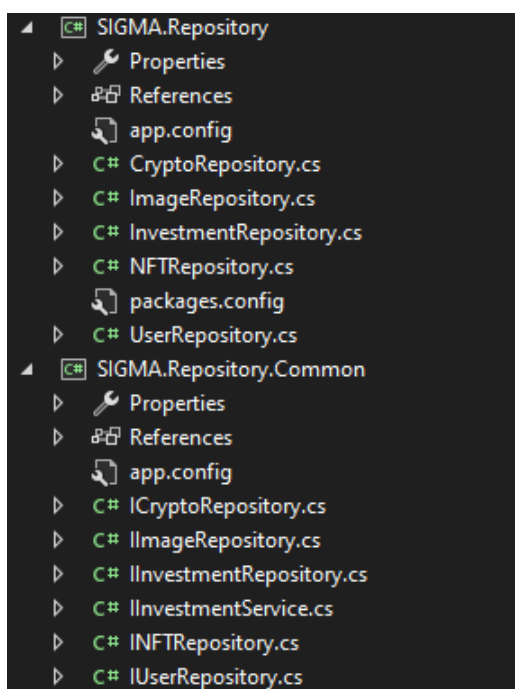 C# SIGMA.Repository
Properties
References
app.config
C# CryptoRepository.cs
C# ImageRepository.cs
C# InvestmentRepository.cs
C# NFTRepository.cs
packages.config
C# UserRepository.cs
C# SIGMA.Repository.Common
Properties
References
app.config
C# ICryptoRepository.cs
C# IImageRepository.cs
C# IInvestmentRepository.cs
C# IInvestmentService.cs
C# INFTRepository.cs
C# IUserRepository.cs